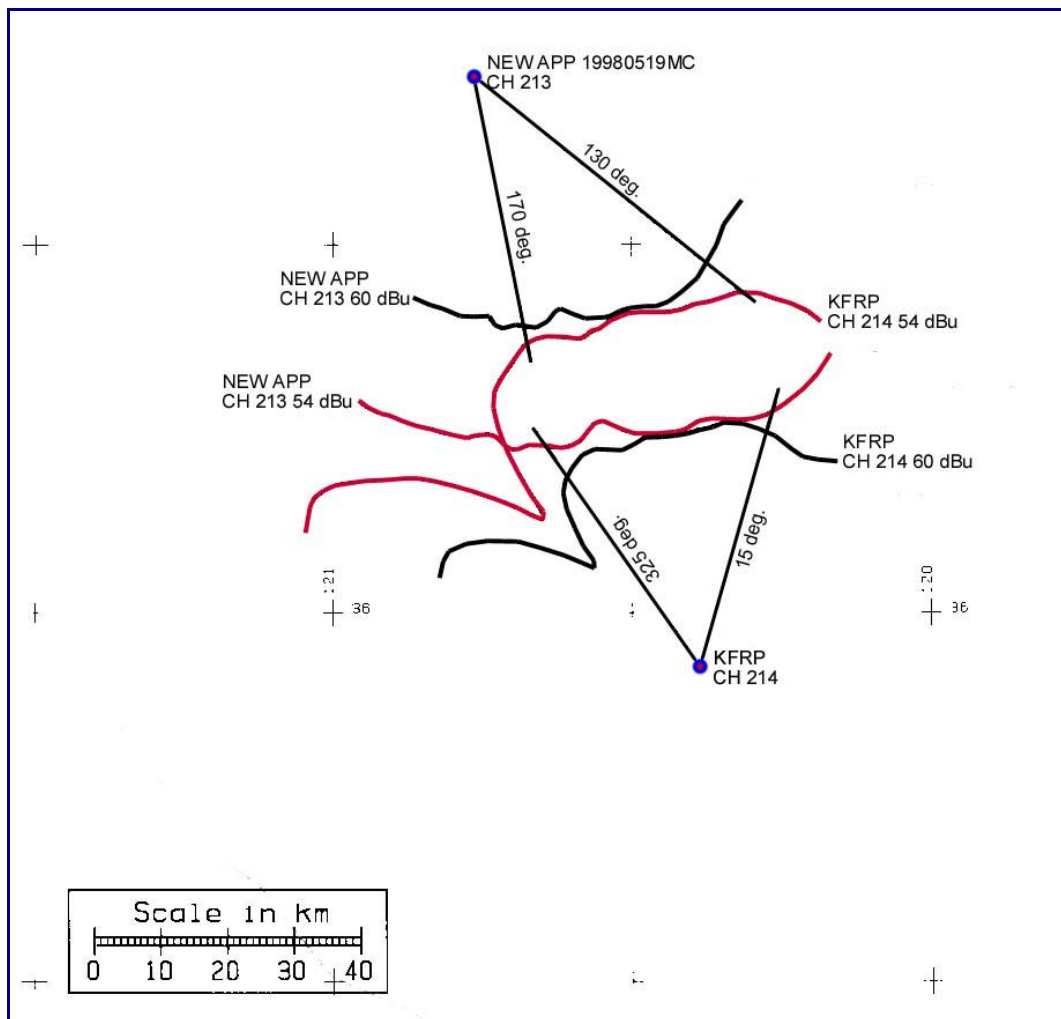 NEW APP 19980519MC
CH 213
130 deg.
170 deg.
NEW APP
CH 213 60 dBu
KFRP
CH 214 54 dBu
NEW APP
CH 213 54 dBu
KFRP
CH 214 60 dBu
325 deg.
15 deg.
121
36
120
36
KFRP
CH 214
Scale in km
0 10 20 30 40